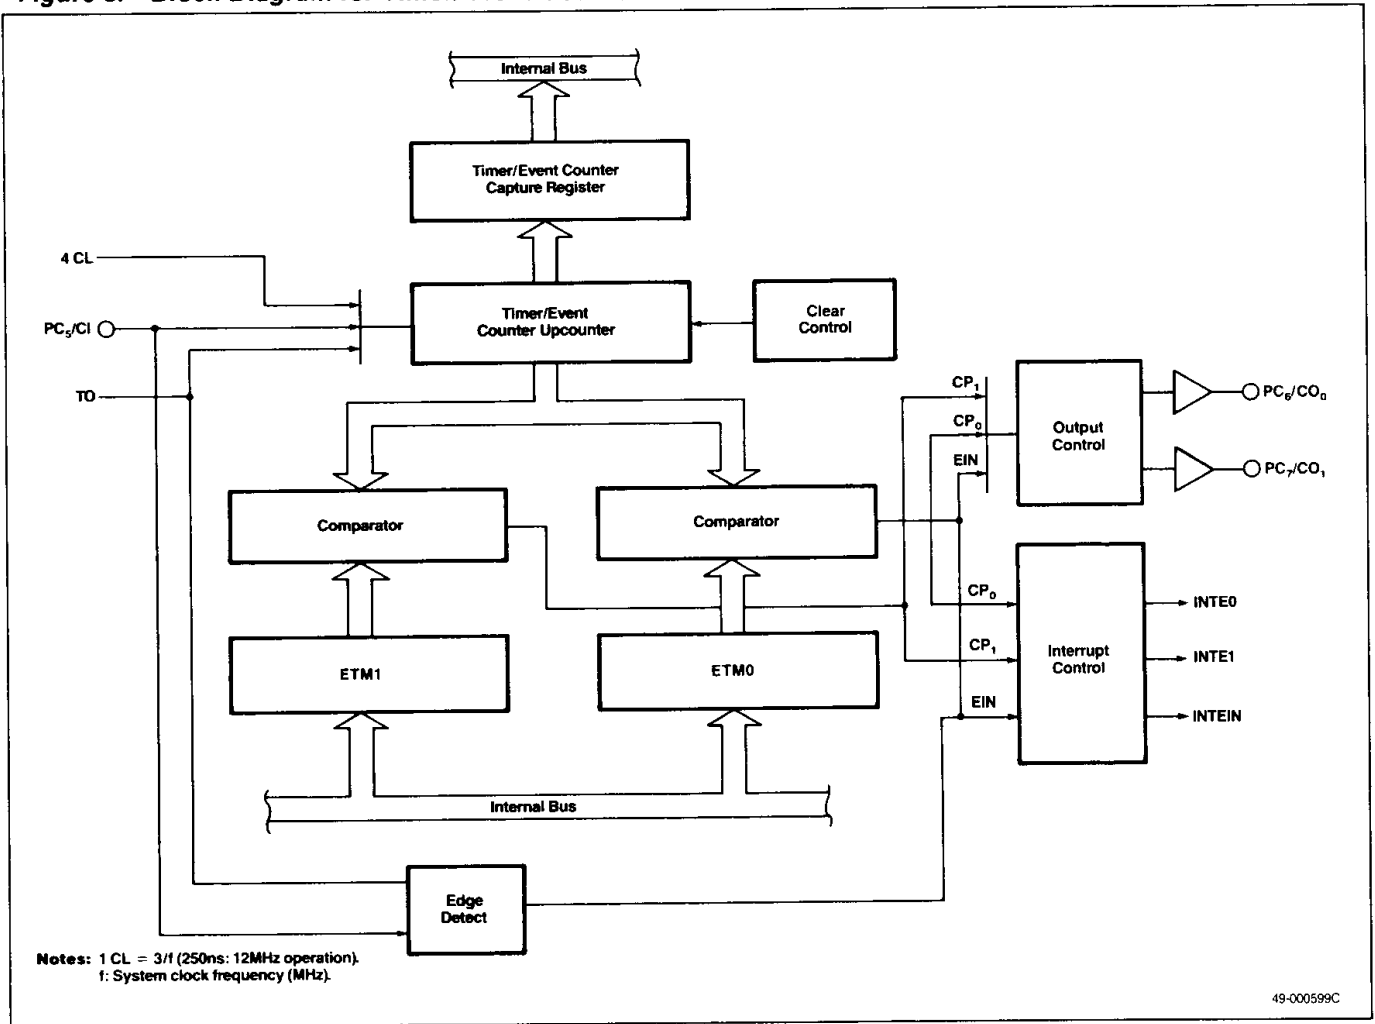 Internal Bus
Timer/Event Counter
Capture Register
4 CL
PC₅/CI
TO
Timer/Event
Counter Upcounter
Clear
Control
CP₁
CP₀
EIN
Output
Control
PC₆/CO₀
PC₇/CO₁
Comparator
Comparator
CP₀
CP₁
EIN
Interrupt
Control
INTE0
INTE1
INTEIN
ETM1
ETM0
Internal Bus
Edge
Detect
Notes: 1 CL = 3/f (250ns: 12MHz operation).
f: System clock frequency (MHz).
49-000599C